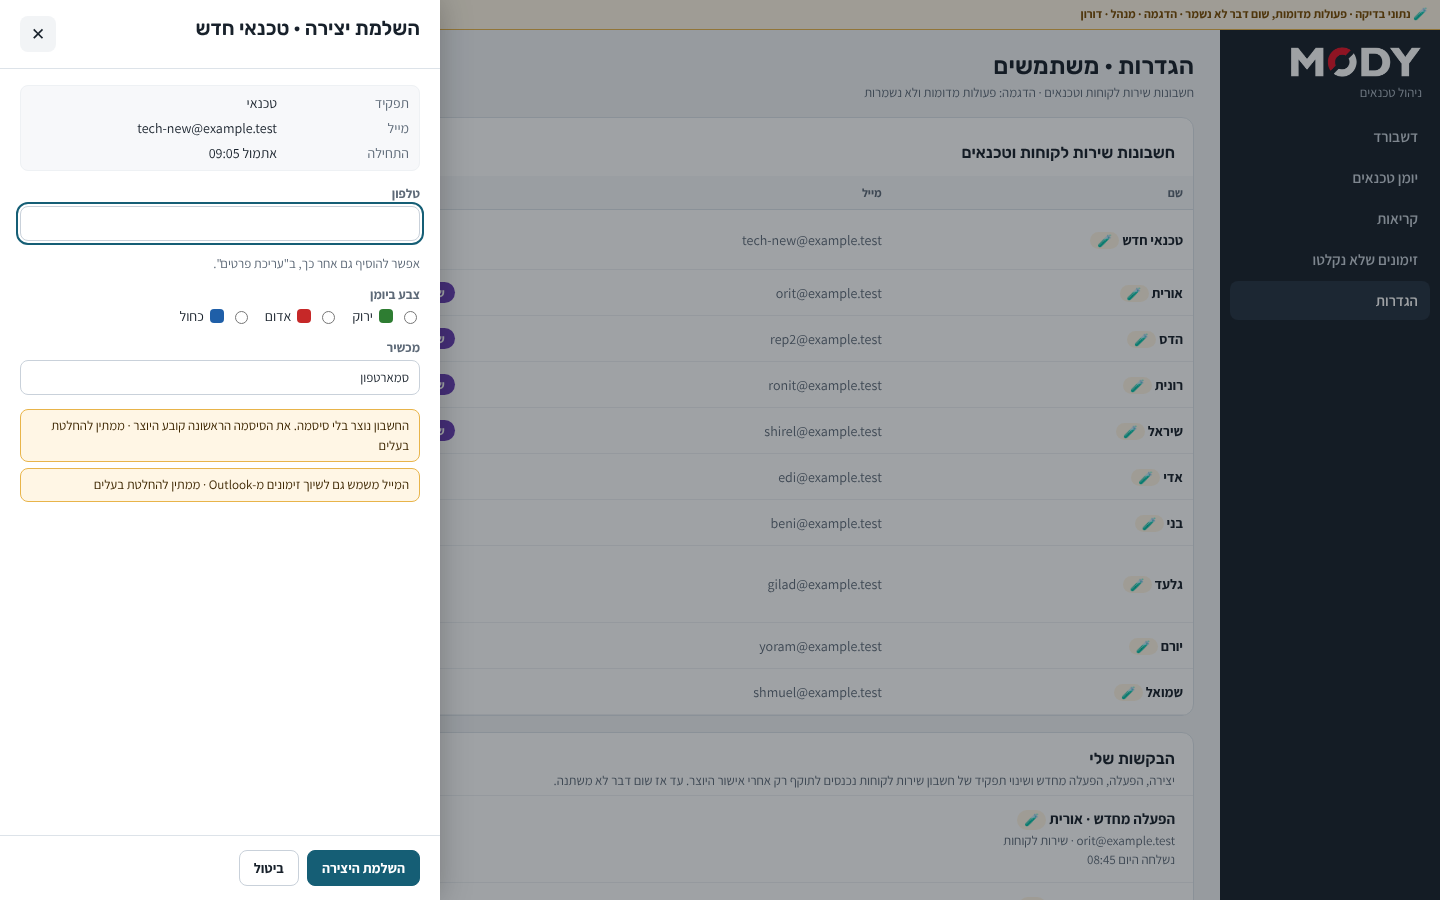 🧪 נתוני בדיקה · פעולות מדומות, שום דבר לא נשמר · הדגמה · מנהל · דורון
MODY
ניהול טכנאים
דשבורד
יומן טכנאים
קריאות
זימונים שלא נקלטו
הגדרות
הגדרות • משתמשים
חשבונות שירות לקוחות וטכנאים · הדגמה: פעולות מדומות ולא נשמרות
חשבונות שירות לקוחות וטכנאים
שם מייל
טכנאי חדש 🧪 tech-new@example.test
אורית 🧪 orit@example.test
הדס 🧪 rep2@example.test
רונית 🧪 ronit@example.test
שיראל 🧪 shirel@example.test
אדי 🧪 edi@example.test
בני 🧪 beni@example.test
גלעד 🧪 gilad@example.test
יורם 🧪 yoram@example.test
שמואל 🧪 shmuel@example.test
הבקשות שלי
יצירה, הפעלה, הפעלה מחדש ושינוי תפקיד של חשבון שירות לקוחות נכנסים לתוקף רק אחרי אישור היוצר. עד אז שום דבר לא משתנה.
הפעלה מחדש · אורית 🧪
orit@example.test · שירות לקוחות
נשלחה היום 08:45
השלמת יצירה • טכנאי חדש
✕
תפקיד טכנאי
מייל tech-new@example.test
התחילה אתמול 09:05
טלפון
אפשר להוסיף גם אחר כך, ב"עריכת פרטים".
צבע ביומן
ירוק אדום כחול
מכשיר
סמארטפון
החשבון נוצר בלי סיסמה. את הסיסמה הראשונה קובע היוצר · ממתין להחלטת
בעלים
המייל משמש גם לשיוך זימונים מ-Outlook · ממתין להחלטת בעלים
השלמת היצירה
ביטול